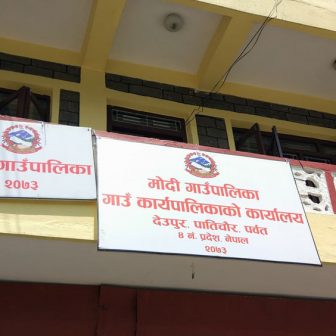 गाउँपालिका
२०७३
मोदी गाउँपालिका
गाउँ कार्यपालिकाको कार्यालय
देउपुर, पातिचौर, पर्वत
४ नं. प्रदेश, नेपाल
२०७३